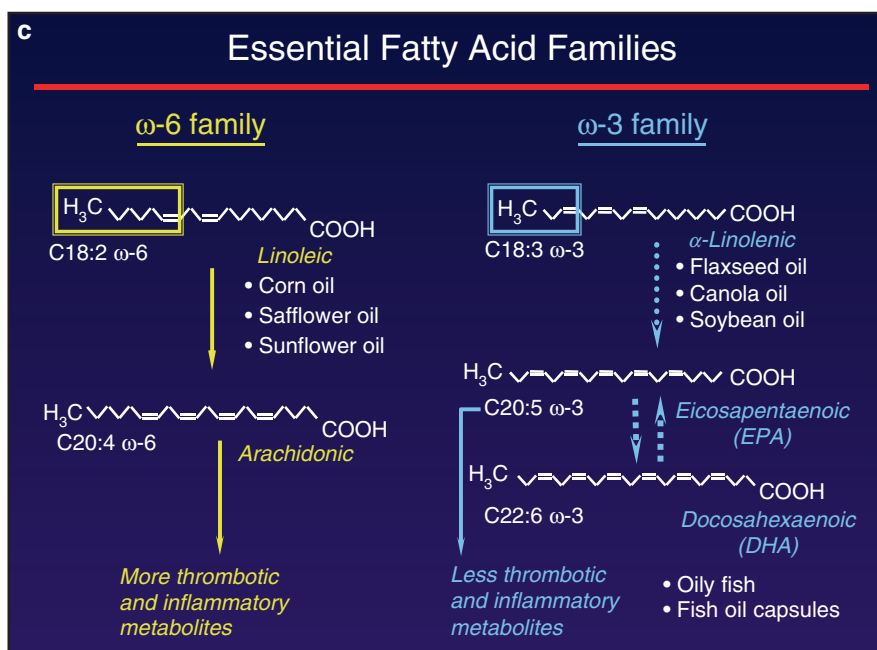 c
Essential Fatty Acid Families
ω-6 family
H₃C
COOH
C18:2 ω-6
Linoleic
• Corn oil
• Safflower oil
• Sunflower oil
H₃C
COOH
C20:4 ω-6
Arachidonic
More thrombotic
and inflammatory
metabolites
ω-3 family
H₃C
COOH
C18:3 ω-3
α-Linolenic
• Flaxseed oil
• Canola oil
• Soybean oil
H₃C
COOH
C20:5 ω-3
Eicosapentaenoic
(EPA)
H₃C
COOH
C22:6 ω-3
Docosahexaenoic
(DHA)
Less thrombotic
and inflammatory
metabolites
• Oily fish
• Fish oil capsules